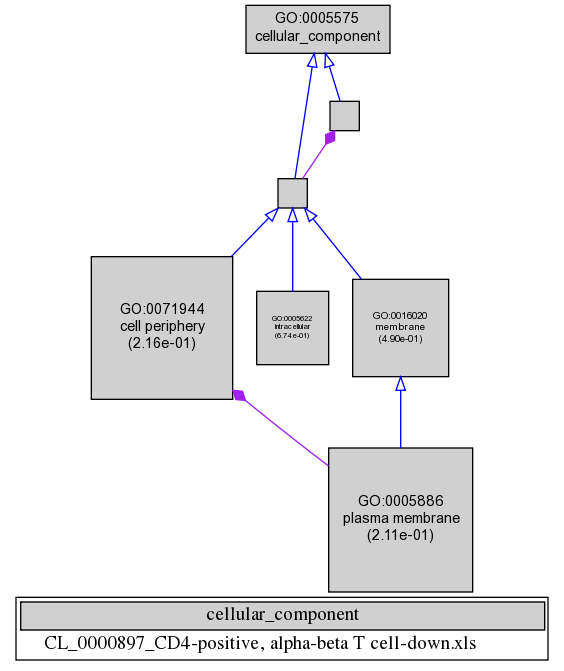 GO:0005575
cellular_component
GO:0071944
cell periphery
(2.16e-01)
GO:0005622
intracellular
(6.74e-01)
GO:0016020
membrane
(4.90e-01)
GO:0005886
plasma membrane
(2.11e-01)
cellular_component
CL_0000897_CD4-positive, alpha-beta T cell-down.xls